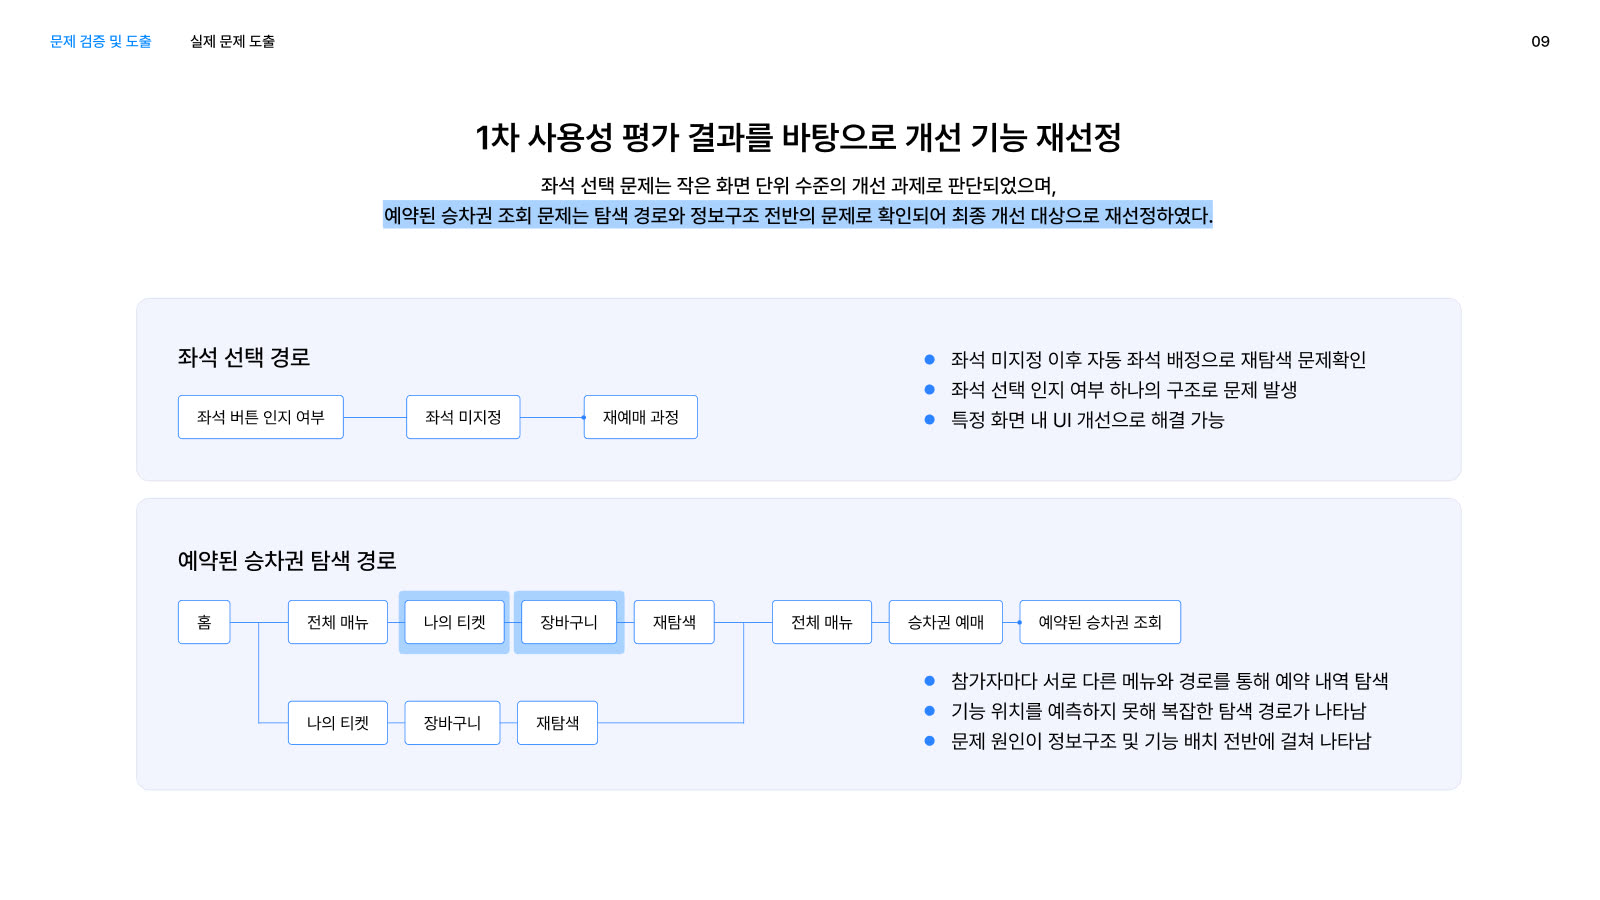 문제 검증 및 도출
실제 문제 도출
09
1차 사용성 평가 결과를 바탕으로 개선 기능 재선정
좌석 선택 문제는 작은 화면 단위 수준의 개선 과제로 판단되었으며,
예약된 승차권 조회 문제는 탐색 경로와 정보구조 전반의 문제로 확인되어 최종 개선 대상으로 재선정하였다.
좌석 선택 경로
좌석 버튼 인지 여부
좌석 미지정
재예매 과정
좌석 미지정 이후 자동 좌석 배정으로 재탐색 문제확인
좌석 선택 인지 여부 하나의 구조로 문제 발생
특정 화면 내 UI 개선으로 해결 가능
예약된 승차권 탐색 경로
홈
전체 메뉴
나의 티켓
장바구니
재탐색
전체 메뉴
승차권 예매
예약된 승차권 조회
나의 티켓
장바구니
재탐색
참가자마다 서로 다른 메뉴와 경로를 통해 예약 내역 탐색
기능 위치를 예측하지 못해 복잡한 탐색 경로가 나타남
문제 원인이 정보구조 및 기능 배치 전반에 걸쳐 나타남